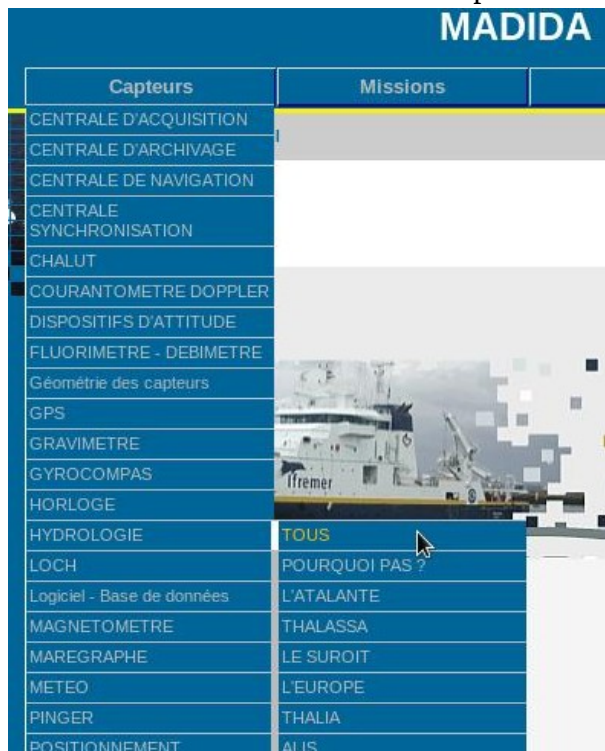 MADIDA
Capteurs
Missions
CENTRALE D'ACQUISITION
CENTRALE D'ARCHIVAGE
CENTRALE DE NAVIGATION
CENTRALE
SYNCHRONISATION
CHALUT
COURANTOMETRE DOPPLER
DISPOSITIFS D'ATTITUDE
FLUORIMETRE - DEBIMETRE
Géométrie des capteurs
GPS
GRAVIMETRE
GYROCOMPAS
HORLOGE
HYDROLOGIE
LOCH
Logiciel - Base de données
MAGNETOMETRE
MAREGRAPHE
METEO
PINGER
POSITIONNEMENT
Ifremer
TOUS
POURQUOI PAS ?
L'ATALANTE
THALASSA
LE SUROIT
L'EUROPE
THALIA
ALIS